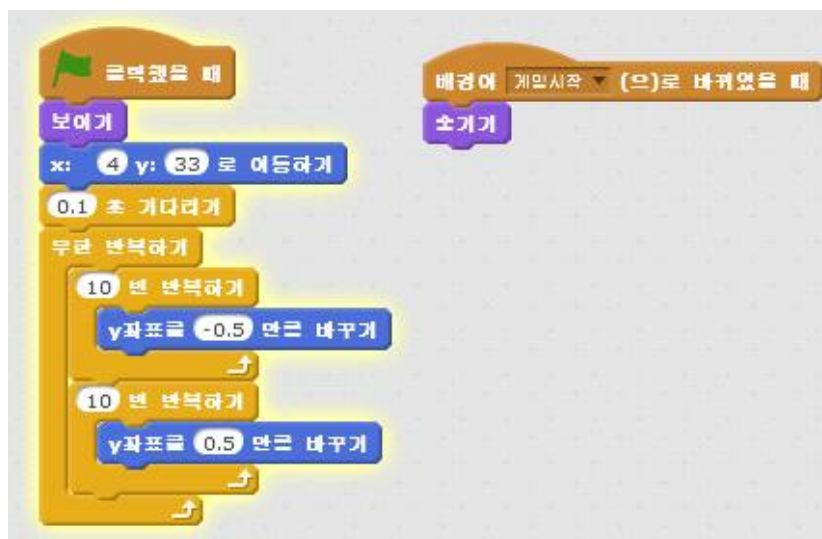 클릭했을 때
보이기
x: 4 y: 33 로 이동하기
0.1 초 기다리기
무한 반복하기
10 번 반복하기
y좌표를 -0.5 만큼 바꾸기
10 번 반복하기
y좌표를 0.5 만큼 바꾸기
배경이 게임시작 (으)로 바뀌었을 때
숨기기